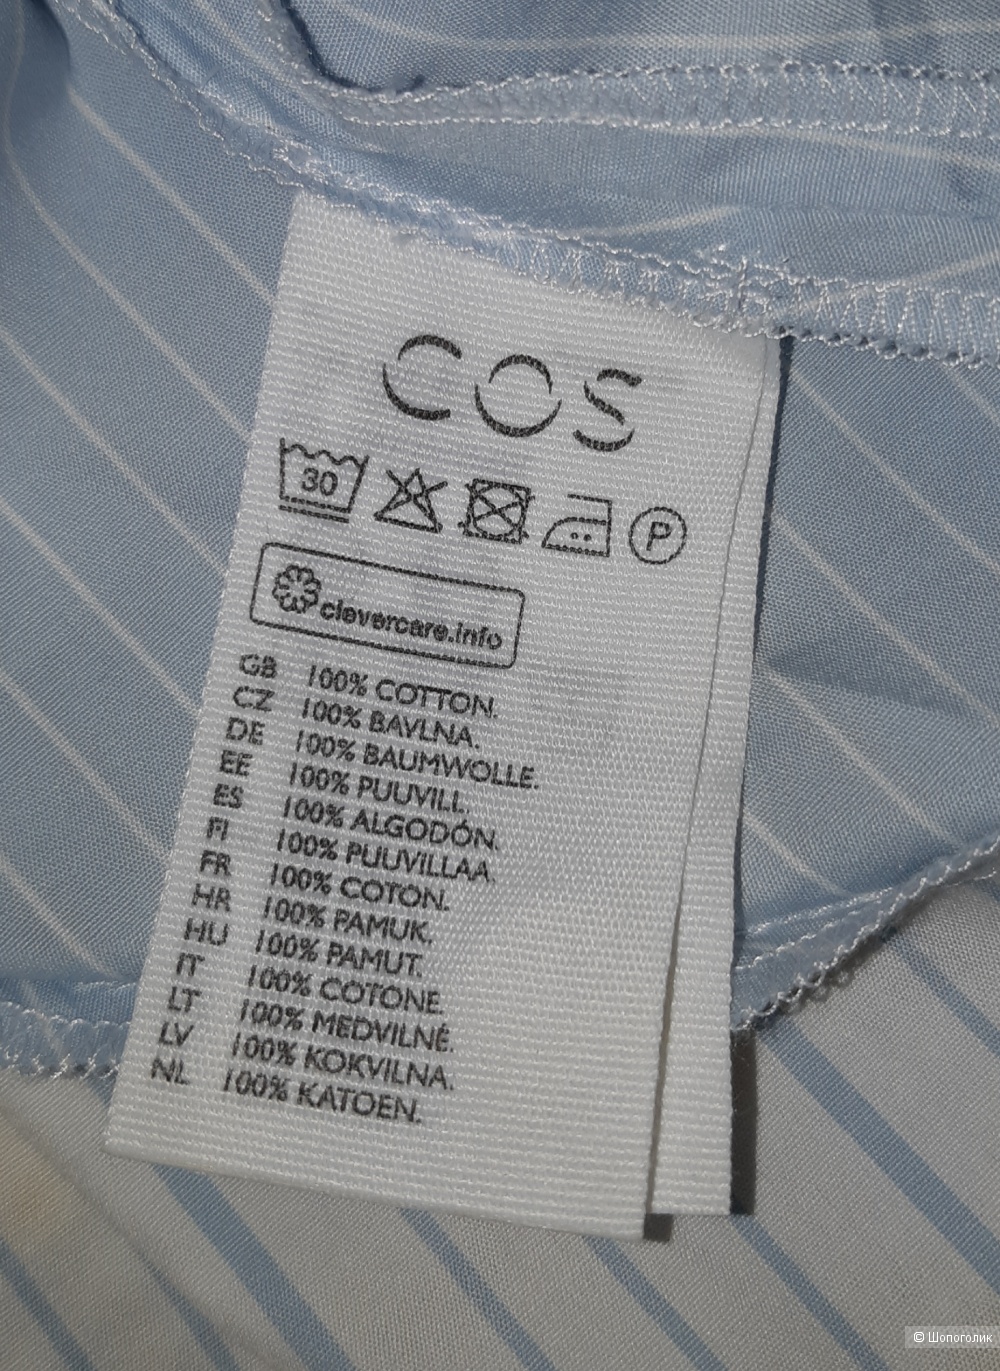 COS
30
P
clevercare.info
GB 100% COTTON.
CZ 100% BAVLNA.
DE 100% BAUMWOLLE.
EE 100% PUUVILL.
ES 100% ALGODÓN.
FI 100% PUUVILLAA.
FR 100% COTON.
HR 100% PAMUK.
HU 100% PAMUT.
IT 100% COTONE.
LT 100% MEDVILNĖ.
LV 100% KOKVILNA.
NL 100% KATOEN.
© Шопоголик